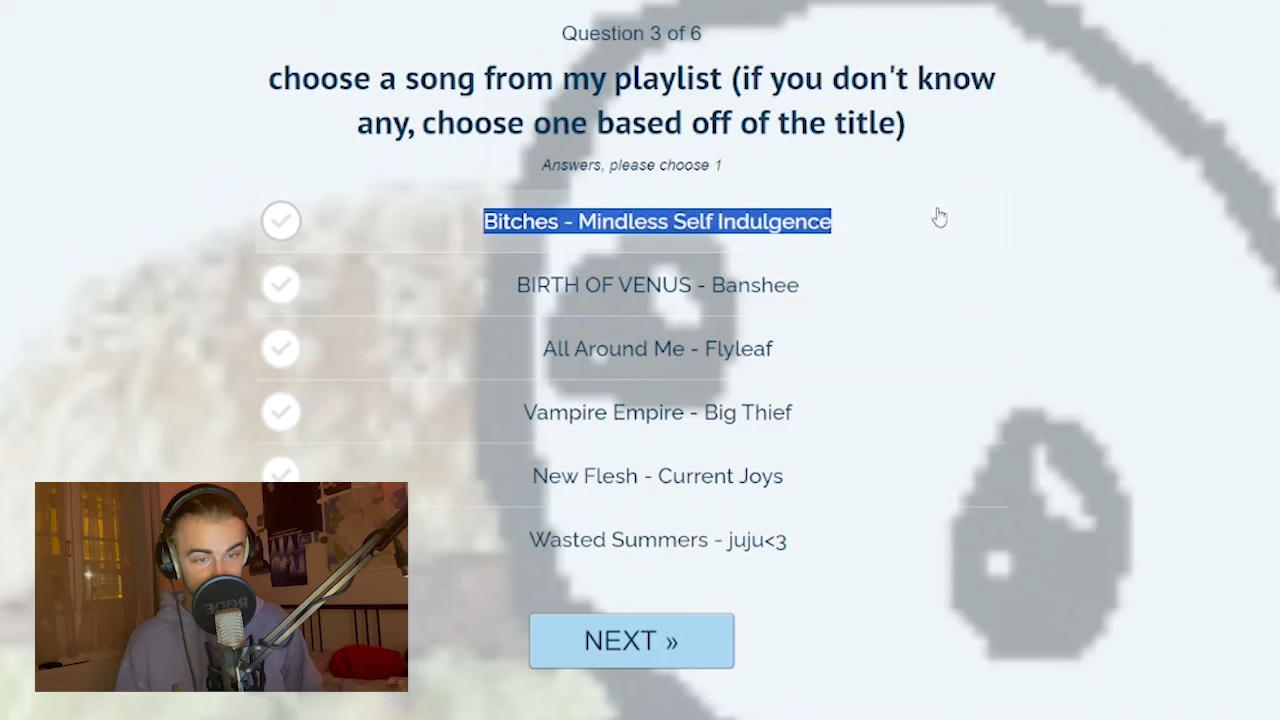 Question 3 of 6
choose a song from my playlist (if you don't know
any, choose one based off of the title)
Answers, please choose 1
Bitches - Mindless Self Indulgence
BIRTH OF VENUS - Banshee
All Around Me - Flyleaf
Vampire Empire - Big Thief
New Flesh - Current Joys
Wasted Summers - juju<3
RODE
NEXT »